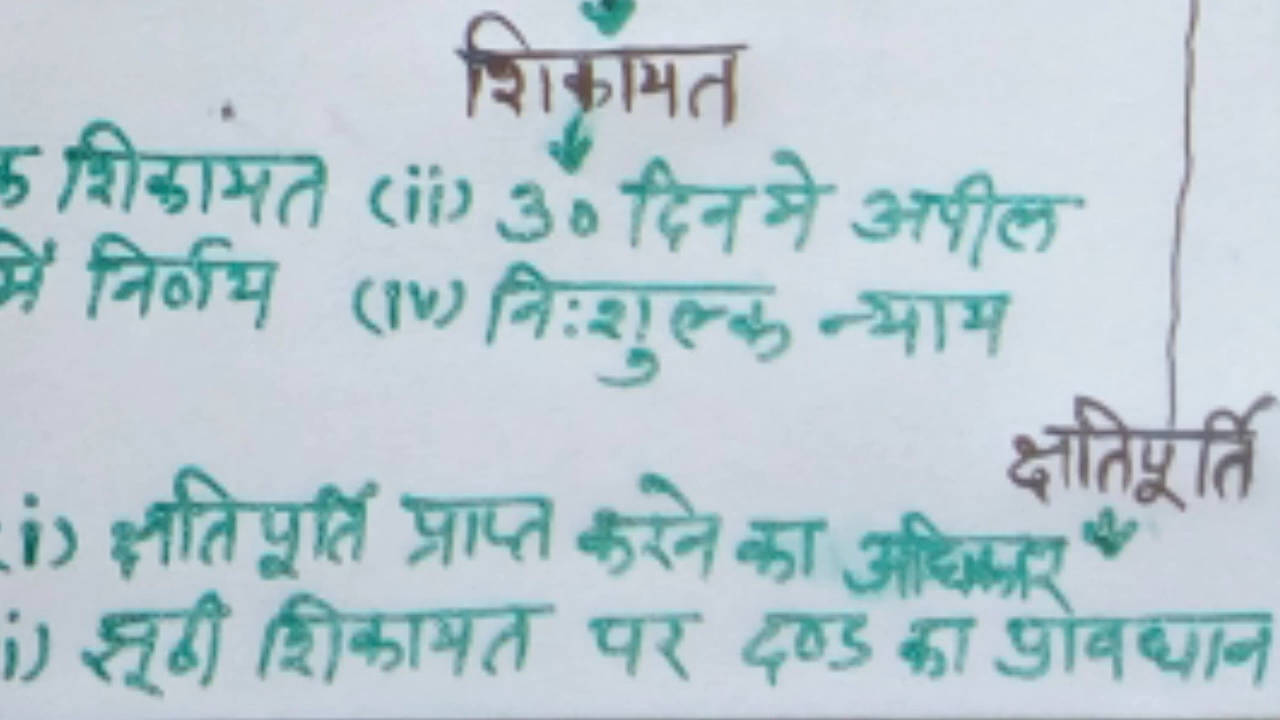 शिकायत
क शिकायत (ii) 30 दिन मे अपील
में निर्णय (iv) नि:शुल्क न्याय
क्षतिपूर्ति
(i) क्षतिपूर्ति प्राप्त करने का अधिकार
i) झूठी शिकायत पर दण्ड का प्रावधान